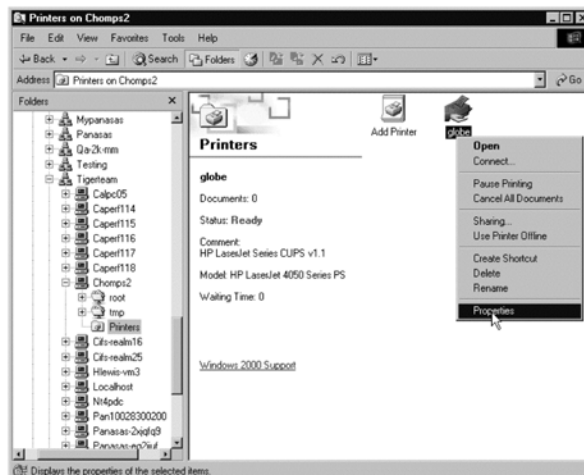 Printers on Chomps2
File Edit View Favorites Tools Help
Back Search Folders
Address Printers on Chomps2 Go
Folders
Mypanasas
Panasas
Qa-2k-mm
Testing
Tigerteam
Calpc05
Caperf114
Caperf115
Caperf116
Caperf117
Caperf118
Chomps2
root
tmp
Printers
Cifs-realm16
Cifs-realm25
Hlewis-vm3
Localhost
Nt4pdc
Pan10028300200
Panasas-2xjqfq9
Printers
globe
Documents: 0
Status: Ready
Comment:
HP LaserJet Series CUPS v1.1
Model: HP LaserJet 4050 Series PS
Waiting Time: 0
Windows 2000 Support
Add Printer
globe
Open
Connect...
Pause Printing
Cancel All Documents
Sharing...
Use Printer Offline
Create Shortcut
Delete
Rename
Properties
Displays the properties of the selected items.